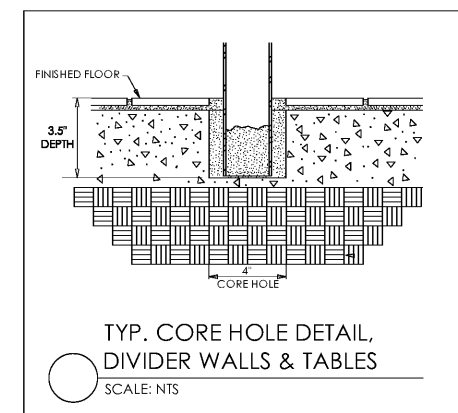 FINISHED FLOOR
3.5"
DEPTH
4"
CORE HOLE
TYP. CORE HOLE DETAIL,
DIVIDER WALLS & TABLES
SCALE: NTS